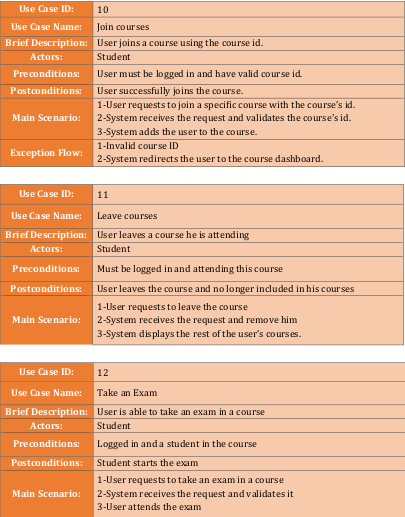 Use Case ID: 10
Use Case Name: Join courses
Brief Description: User joins a course using the course id.
Actors: Student
Preconditions: User must be logged in and have valid course id.
Postconditions: User successfully joins the course.
Main Scenario: 1-User requests to join a specific course with the course's id.
2-System receives the request and validates the course's id.
3-System adds the user to the course.
Exception Flow: 1-Invalid course ID
2-System redirects the user to the course dashboard.
Use Case ID: 11
Use Case Name: Leave courses
Brief Description: User leaves a course he is attending
Actors: Student
Preconditions: Must be logged in and attending this course
Postconditions: User leaves the course and no longer included in his courses
Main Scenario: 1-User requests to leave the course
2-System receives the request and remove him
3-System displays the rest of the user's courses.
Use Case ID: 12
Use Case Name: Take an Exam
Brief Description: User is able to take an exam in a course
Actors: Student
Preconditions: Logged in and a student in the course
Postconditions: Student starts the exam
Main Scenario: 1-User requests to take an exam in a course
2-System receives the request and validates it
3-User attends the exam